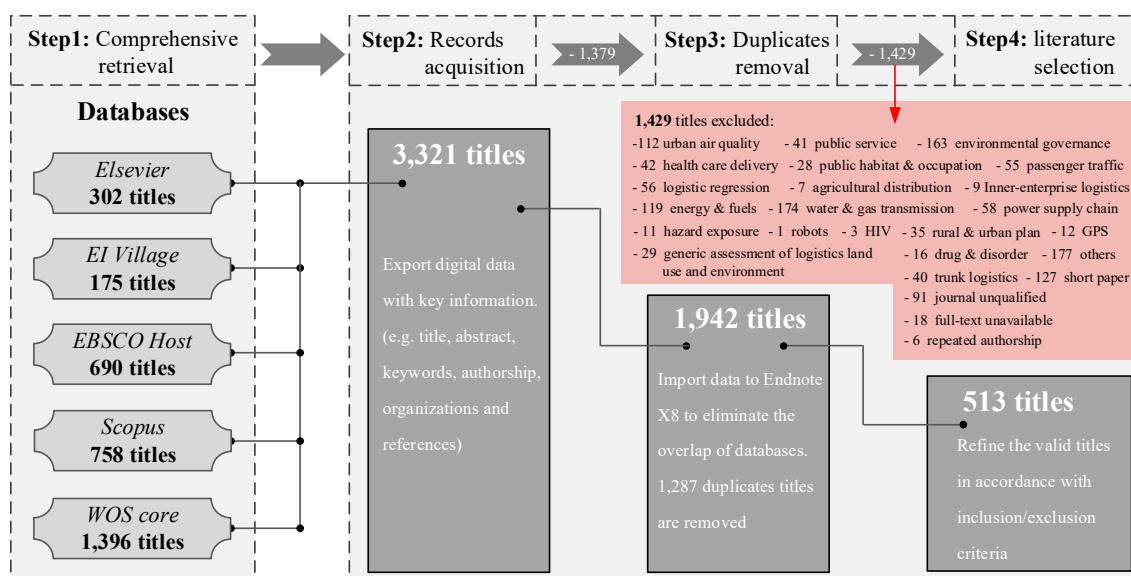 Step1: Comprehensive
retrieval
Step2: Records
acquisition
- 1,379
Step3: Duplicates
removal
- 1,429
Step4: literature
selection
Databases
Elsevier
302 titles
EI Village
175 titles
EBSCO Host
690 titles
Scopus
758 titles
WOS core
1,396 titles
3,321 titles
Export digital data
with key information.
(e.g. title, abstract,
keywords, authorship,
organizations and
references)
1,429 titles excluded:
-112 urban air quality - 41 public service - 163 environmental governance
- 42 health care delivery - 28 public habitat & occupation - 55 passenger traffic
- 56 logistic regression - 7 agricultural distribution - 9 Inner-enterprise logistics
- 119 energy & fuels - 174 water & gas transmission - 58 power supply chain
- 11 hazard exposure - 1 robots - 3 HIV - 35 rural & urban plan - 12 GPS
- 29 generic assessment of logistics land
use and environment
- 16 drug & disorder - 177 others
- 40 trunk logistics - 127 short paper
- 91 journal unqualified
- 18 full-text unavailable
- 6 repeated authorship
1,942 titles
Import data to Endnote
X8 to eliminate the
overlap of databases.
1,287 duplicates titles
are removed
513 titles
Refine the valid titles
in accordance with
inclusion/exclusion
criteria